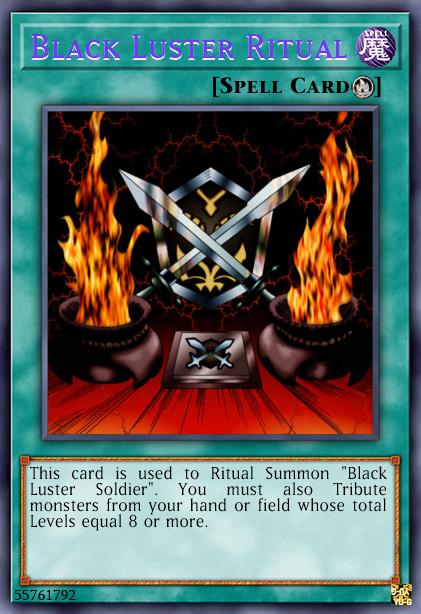 Black Luster Ritual
SPELL
魔
[Spell Card]
This card is used to Ritual Summon "Black
Luster Soldier". You must also Tribute
monsters from your hand or field whose total
Levels equal 8 or more.
55761792